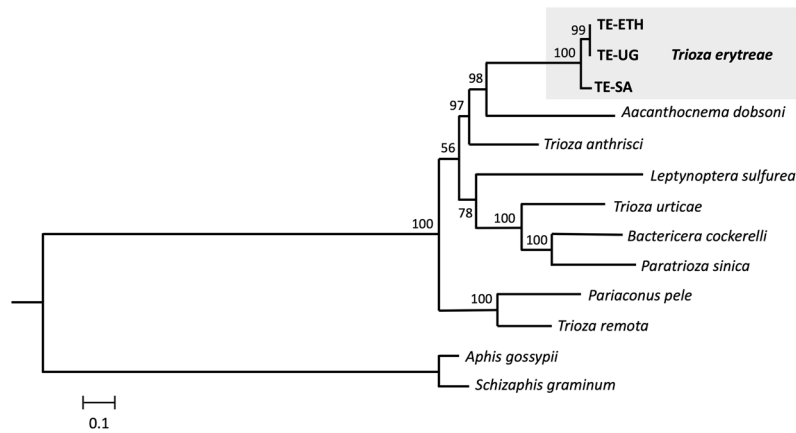 TE-ETH
99
100
TE-UG
Trioza erytreae
98
TE-SA
97
Aacanthocnema dobsoni
56
Trioza anthrisci
Leptynoptera sulfurea
78
100
Trioza urticae
100
100
Bactericera cockerelli
Paratrioza sinica
100
Pariaconus pele
Trioza remota
Aphis gossypii
Schizaphis graminum
0.1